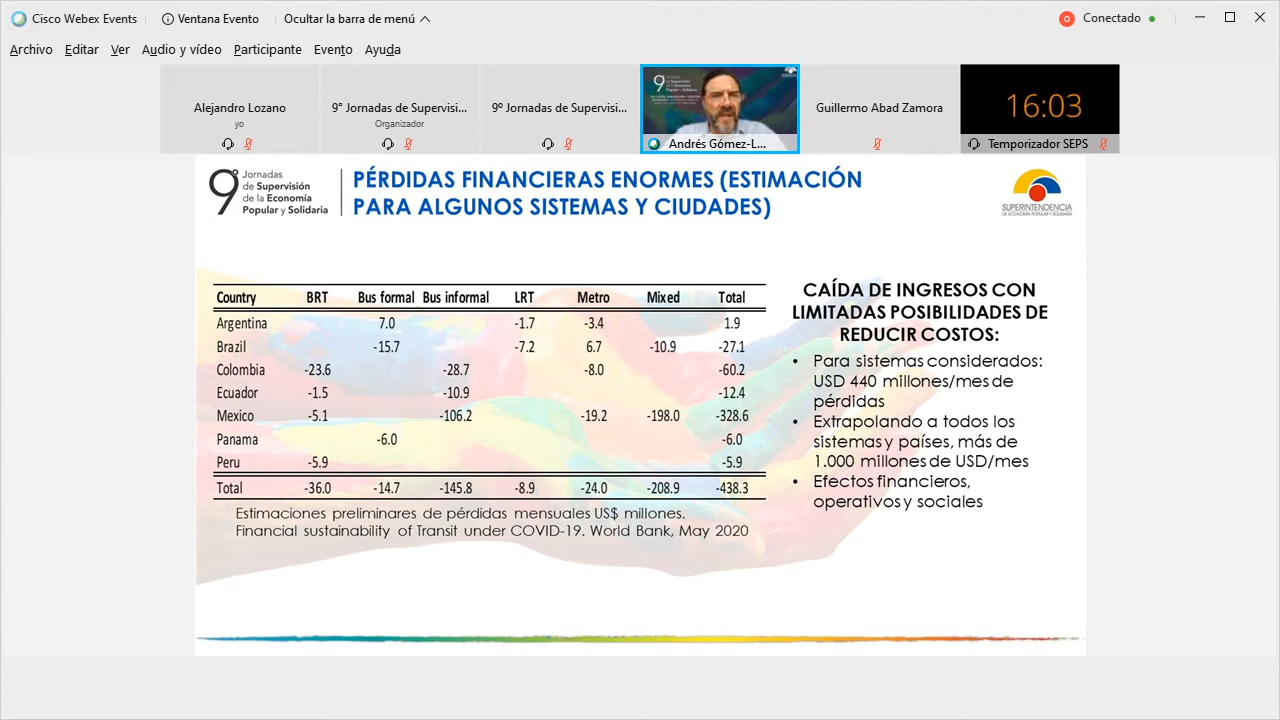 Cisco Webex Events
Ventana Evento
Ocultar la barra de menú
Conectado
Archivo Editar Ver Audio y vídeo Participante Evento Ayuda
Alejandro Lozano
yo
9° Jornadas de Supervisi...
Organizador
9º Jornadas de Supervisi...
Andrés Gómez-L...
Guillermo Abad Zamora
16:03
Temporizador SEPS
9° Jornadas
de Supervisión
de la Economía
Popular y Solidaria
PÉRDIDAS FINANCIERAS ENORMES (ESTIMACIÓN
PARA ALGUNOS SISTEMAS Y CIUDADES)
SUPERINTENDENCIA
DE ECONOMÍA POPULAR Y SOLIDARIA
Country BRT Bus formal Bus informal LRT Metro Mixed Total
Argentina 7.0 -1.7 -3.4 1.9
Brazil -15.7 -7.2 6.7 -10.9 -27.1
Colombia -23.6 -28.7 -8.0 -60.2
Ecuador -1.5 -10.9 -12.4
Mexico -5.1 -106.2 -19.2 -198.0 -328.6
Panama -6.0 -6.0
Peru -5.9 -5.9
Total -36.0 -14.7 -145.8 -8.9 -24.0 -208.9 -438.3
Estimaciones preliminares de pérdidas mensuales US$ millones.
Financial sustainability of Transit under COVID-19. World Bank, May 2020
CAÍDA DE INGRESOS CON
LIMITADAS POSIBILIDADES DE
REDUCIR COSTOS:
• Para sistemas considerados:
USD 440 millones/mes de
pérdidas
• Extrapolando a todos los
sistemas y países, más de
1.000 millones de USD/mes
• Efectos financieros,
operativos y sociales